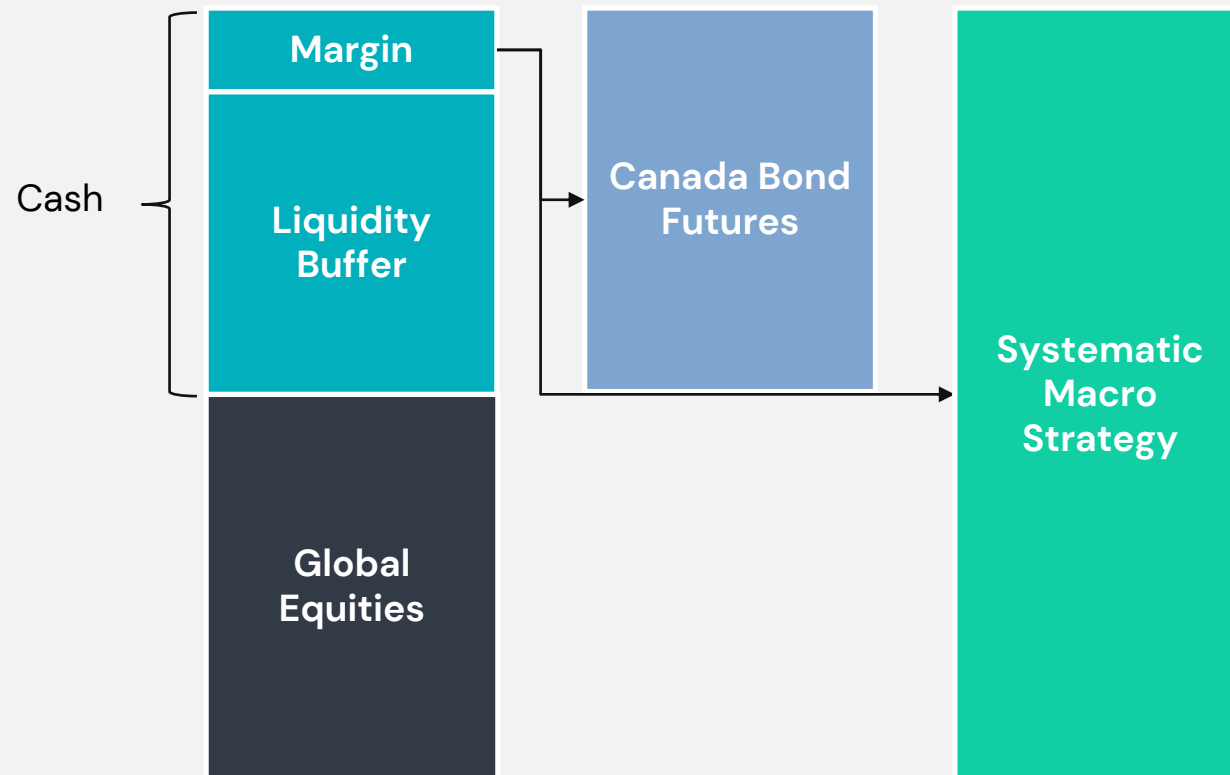 Cash
Margin
Liquidity
Buffer
Global
Equities
Canada Bond
Futures
Systematic
Macro
Strategy